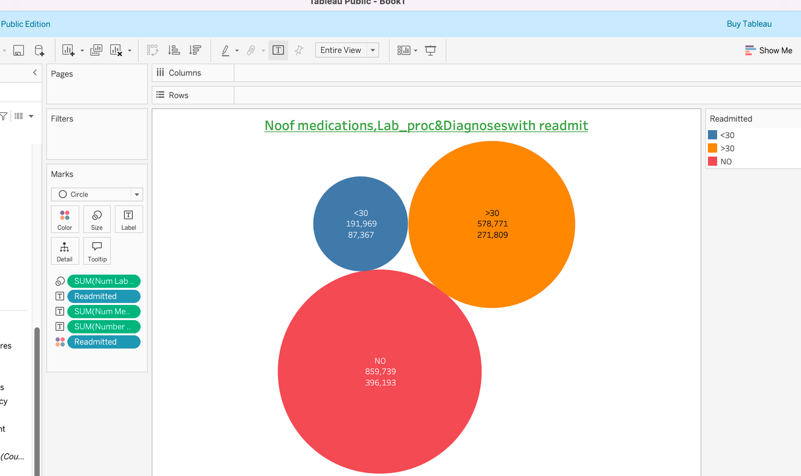 Tableau Public - Book1
Public Edition
Buy Tableau
Entire View
Show Me
Pages
Columns
Rows
Filters
Marks
Circle
Color
Size
Label
Detail
Tooltip
SUM(Num Lab ..
Readmitted
SUM(Num Me..
SUM(Number ..
Readmitted
Noof medications,Lab_proc&Diagnoseswith readmit
<30
191,969
87,367
>30
578,771
271,809
NO
859,739
396,193
Readmitted
<30
>30
NO
res
s
cy
nt
(Cou...